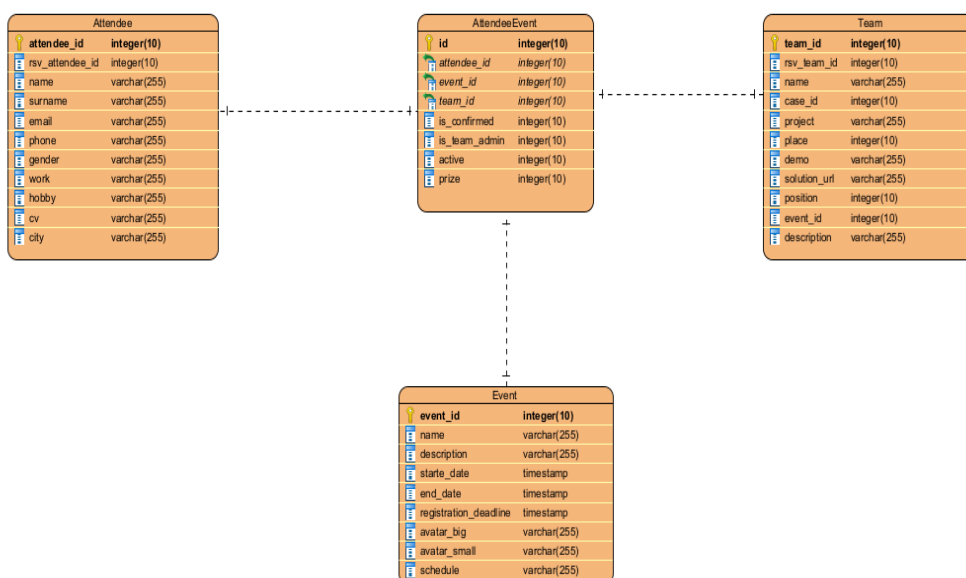 Attendee
attendee_id integer(10)
rsv_attendee_id integer(10)
name varchar(255)
surname varchar(255)
email varchar(255)
phone varchar(255)
gender varchar(255)
work varchar(255)
hobby varchar(255)
cv varchar(255)
city varchar(255)
AttendeeEvent
id integer(10)
attendee_id integer(10)
event_id integer(10)
team_id integer(10)
is_confirmed integer(10)
is_team_admin integer(10)
active integer(10)
prize integer(10)
Team
team_id integer(10)
rsv_team_id integer(10)
name varchar(255)
case_id integer(10)
project varchar(255)
place integer(10)
demo varchar(255)
solution_url varchar(255)
position integer(10)
event_id integer(10)
description varchar(255)
Event
event_id integer(10)
name varchar(255)
description varchar(255)
starte_date timestamp
end_date timestamp
registration_deadline timestamp
avatar_big varchar(255)
avatar_small varchar(255)
schedule varchar(255)